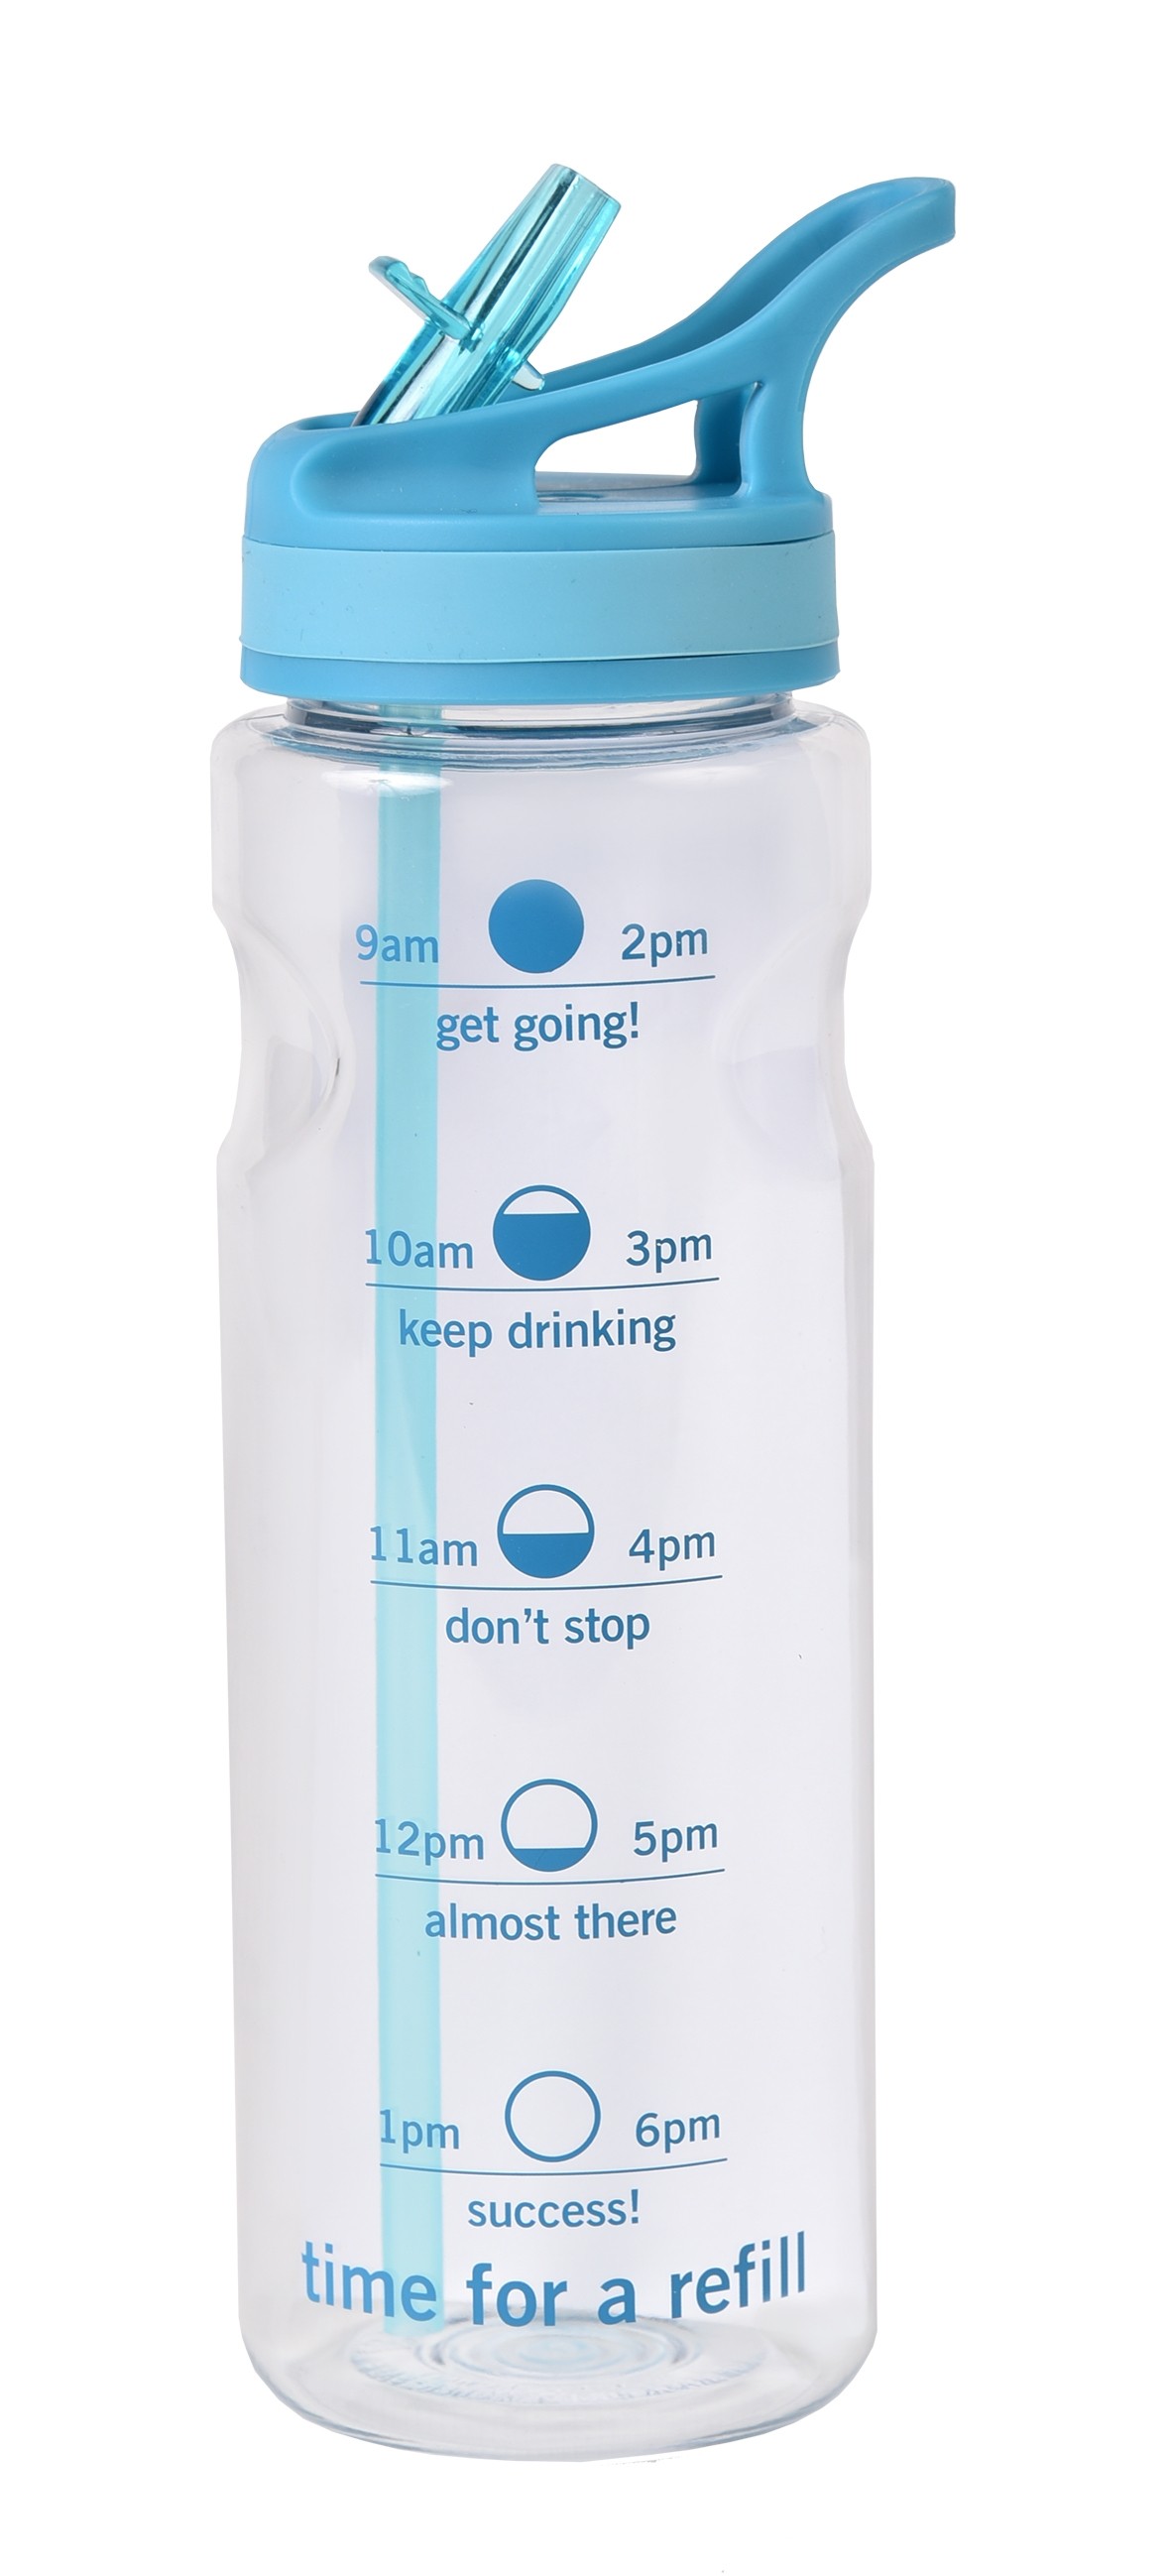 9am 2pm
get going!
10am 3pm
keep drinking
11am 4pm
don't stop
12pm 5pm
almost there
1pm 6pm
success!
time for a refill